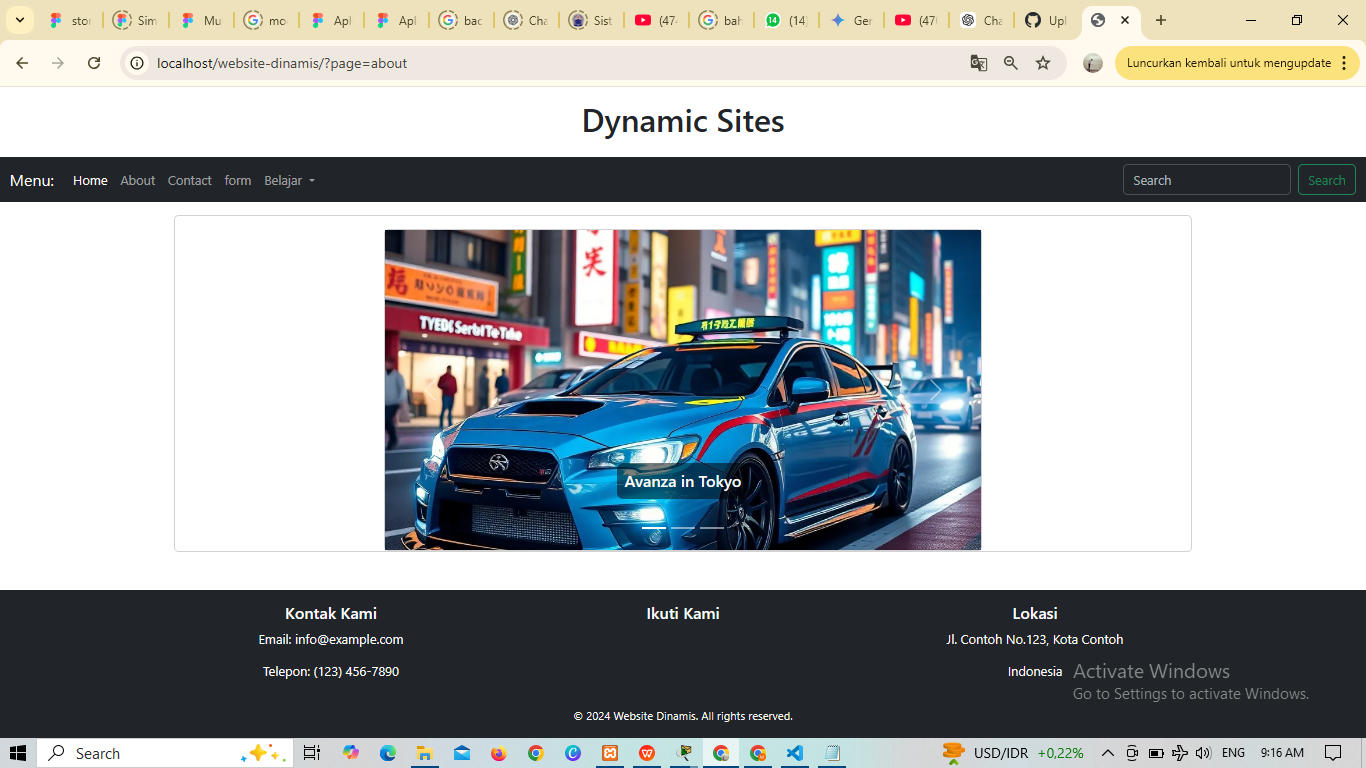 stor
Sim
Mu
mo
Apl
Apl
bac
Cha
Sist
(474
bah
(14)
Ger
(470
Cha
Upl
localhost/website-dinamis/?page=about
Luncurkan kembali untuk mengupdate
Dynamic Sites
Menu: Home About Contact form Belajar
Search Search
Avanza in Tokyo
Kontak Kami
Email: info@example.com
Telepon: (123) 456-7890
Ikuti Kami
Lokasi
Jl. Contoh No.123, Kota Contoh
Indonesia
© 2024 Website Dinamis. All rights reserved.
Activate Windows
Go to Settings to activate Windows.
Search
USD/IDR +0,22%
ENG
9:16 AM